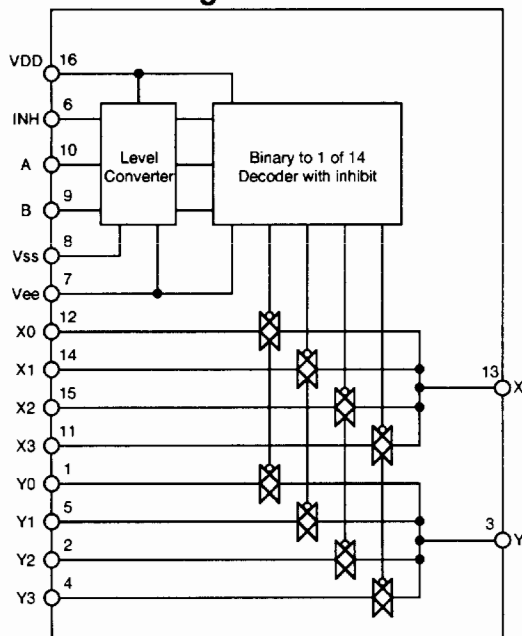 VDD 16
INH 6
A 10
B 9
Vss 8
Vee 7
Level
Converter
Binary to 1 of 14
Decoder with inhibit
X0 12
X1 14
X2 15
X3 11
13 X
Y0 1
Y1 5
Y2 2
Y3 4
3 Y